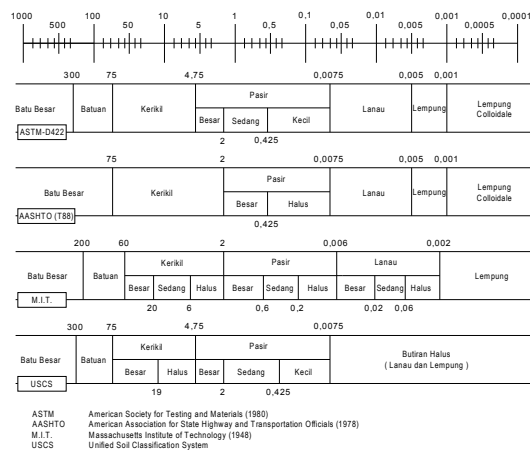 1000 500 100 50 10 5 1 0,5 0,1 0,05 0,01 0,005 0,001 0,0005 0,0001
300 75 4,75 0,0075 0,005 0,001
Batu Besar Batuan Kerikil Pasir Lanau Lempung Lempung Colloidale
Besar Sedang Kecil
ASTM-D422
2 0,425
75 2 0,0075 0,005 0,001
Batu Besar Kerikil Pasir Lanau Lempung Lempung Colloidale
Besar Halus
AASHTO (T88)
0,425
200 60 2 0,006 0,002
Batu Besar Batuan Kerikil Pasir Lanau Lempung
Besar Sedang Halus Besar Sedang Halus Besar Sedang Halus
M.I.T.
20 6 0,6 0,2 0,02 0,06
300 75 4,75 0,0075
Batu Besar Batuan Kerikil Pasir Butiran Halus
( Lanau dan Lempung )
Besar Halus Besar Sedang Kecil
USCS
19 2 0,425
ASTM American Society for Testing and Materials (1980)
AASHTO American Association for State Highway and Transportation Officials (1978)
M.I.T. Massachusetts Institute of Technology (1948)
USCS Unified Soil Classification System